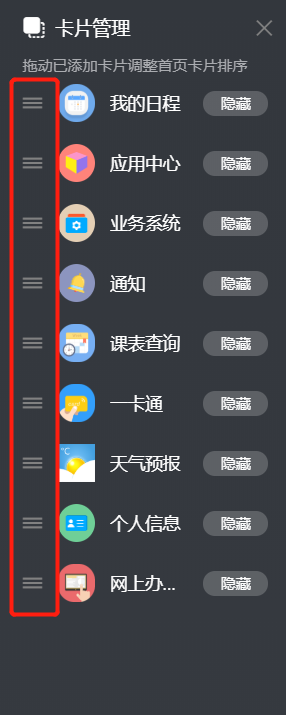 卡片管理
拖动已添加卡片调整首页卡片排序
我的日程 隐藏
应用中心 隐藏
业务系统 隐藏
通知 隐藏
课表查询 隐藏
一卡通 隐藏
°C
天气预报 隐藏
个人信息 隐藏
网上办... 隐藏